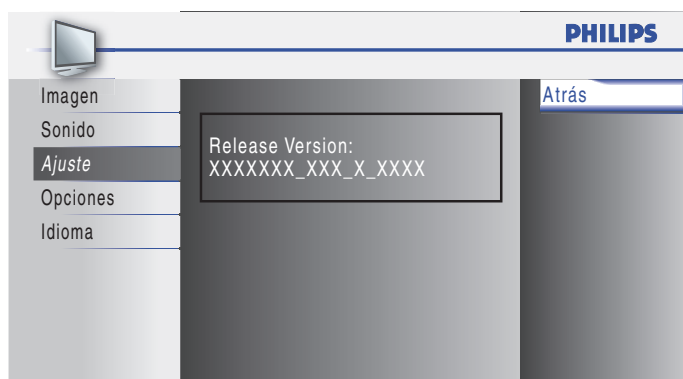 PHILIPS
Imagen
Sonido
Ajuste
Opciones
Idioma
Release Version:
XXXXXXX_XXX_X_XXXX
Atrás